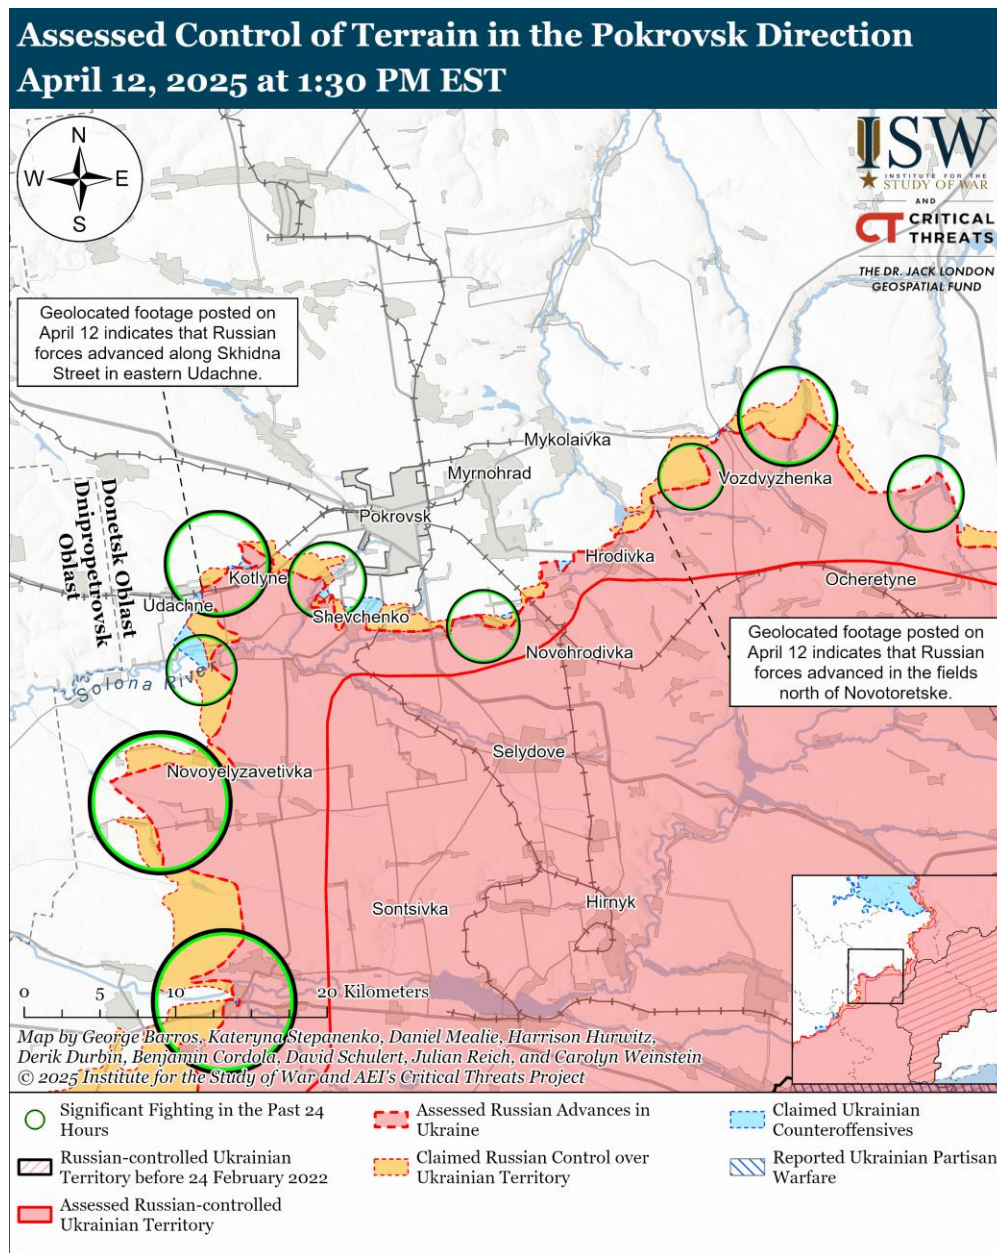 Assessed Control of Terrain in the Pokrovsk Direction
April 12, 2025 at 1:30 PM EST
N
W
E
S
ISW
INSTITUTE FOR THE
STUDY OF WAR
AND
CT CRITICAL
THREATS
THE DR. JACK LONDON
GEOSPATIAL FUND
Geolocated footage posted on
April 12 indicates that Russian
forces advanced along Skhidna
Street in eastern Udachne.
Mykolaivka
Myrnohrad
Vozdvyzhenka
Pokrovsk
Donetsk Oblast
Dnipropetrovsk
Oblast
Hrodivka
Kotlyne
Ocheretyne
Udachne
Shevchenko
Novohrodivka
Geolocated footage posted on
April 12 indicates that Russian
forces advanced in the fields
north of Novotoretske.
Solona River
Selydove
Novoyelyzavetivka
Sontsivka
Hirnyk
0 5 10 20 Kilometers
Map by George Barros, Kateryna Stepanenko, Daniel Mealie, Harrison Hurwitz,
Derik Durbin, Benjamin Cordola, David Schulert, Julian Reich, and Carolyn Weinstein
© 2025 Institute for the Study of War and AEI's Critical Threats Project
Significant Fighting in the Past 24
Hours
Russian-controlled Ukrainian
Territory before 24 February 2022
Assessed Russian-controlled
Ukrainian Territory
Assessed Russian Advances in
Ukraine
Claimed Russian Control over
Ukrainian Territory
Claimed Ukrainian
Counteroffensives
Reported Ukrainian Partisan
Warfare